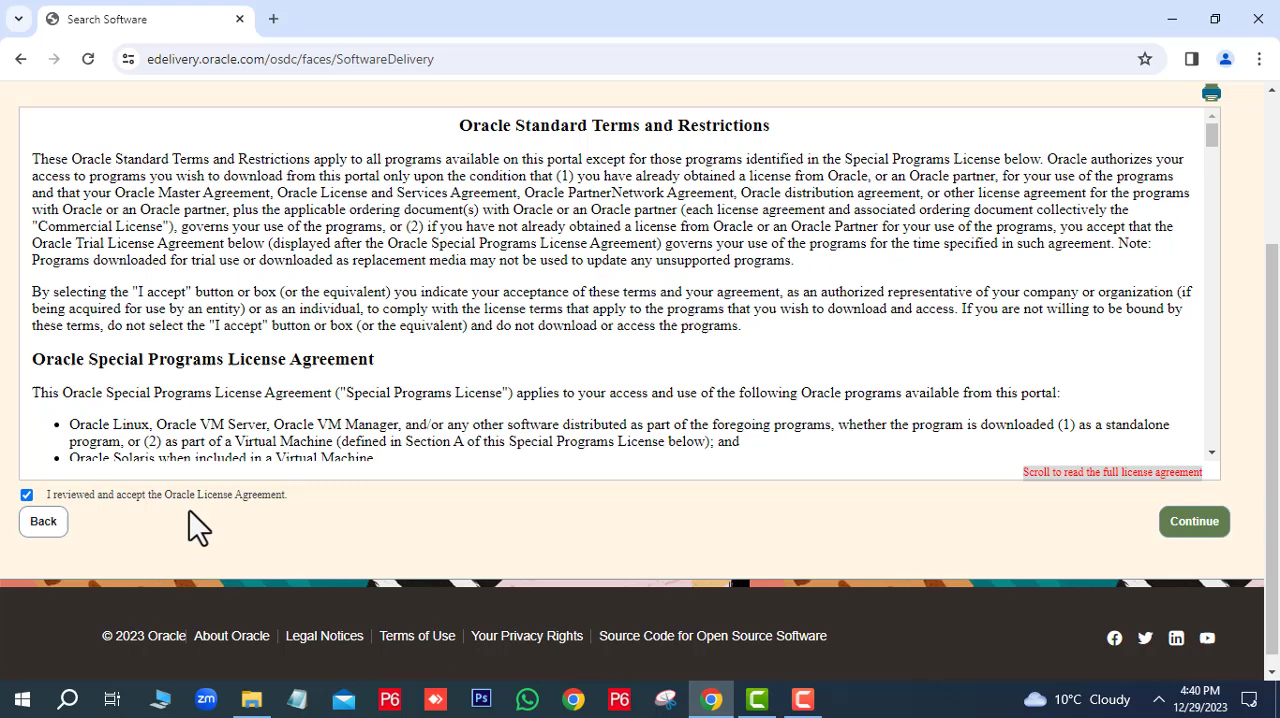 Search Software
edelivery.oracle.com/osdc/faces/SoftwareDelivery
Oracle Standard Terms and Restrictions
These Oracle Standard Terms and Restrictions apply to all programs available on this portal except for those programs identified in the Special Programs License below. Oracle authorizes your
access to programs you wish to download from this portal only upon the condition that (1) you have already obtained a license from Oracle, or an Oracle partner, for your use of the programs
and that your Oracle Master Agreement, Oracle License and Services Agreement, Oracle PartnerNetwork Agreement, Oracle distribution agreement, or other license agreement for the programs
with Oracle or an Oracle partner, plus the applicable ordering document(s) with Oracle or an Oracle partner (each license agreement and associated ordering document collectively the
"Commercial License"), governs your use of the programs, or (2) if you have not already obtained a license from Oracle or an Oracle Partner for your use of the programs, you accept that the
Oracle Trial License Agreement below (displayed after the Oracle Special Programs License Agreement) governs your use of the programs for the time specified in such agreement. Note:
Programs downloaded for trial use or downloaded as replacement media may not be used to update any unsupported programs.
By selecting the "I accept" button or box (or the equivalent) you indicate your acceptance of these terms and your agreement, as an authorized representative of your company or organization (if
being acquired for use by an entity) or as an individual, to comply with the license terms that apply to the programs that you wish to download and access. If you are not willing to be bound by
these terms, do not select the "I accept" button or box (or the equivalent) and do not download or access the programs.
Oracle Special Programs License Agreement
This Oracle Special Programs License Agreement ("Special Programs License") applies to your access and use of the following Oracle programs available from this portal:
• Oracle Linux, Oracle VM Server, Oracle VM Manager, and/or any other software distributed as part of the foregoing programs, whether the program is downloaded (1) as a standalone
program, or (2) as part of a Virtual Machine (defined in Section A of this Special Programs License below); and
• Oracle Solaris when included in a Virtual Machine
Scroll to read the full license agreement
I reviewed and accept the Oracle License Agreement.
Back
Continue
© 2023 Oracle About Oracle Legal Notices Terms of Use Your Privacy Rights Source Code for Open Source Software
zm P6 Ps P6 C C
10°C Cloudy
4:40 PM
12/29/2023